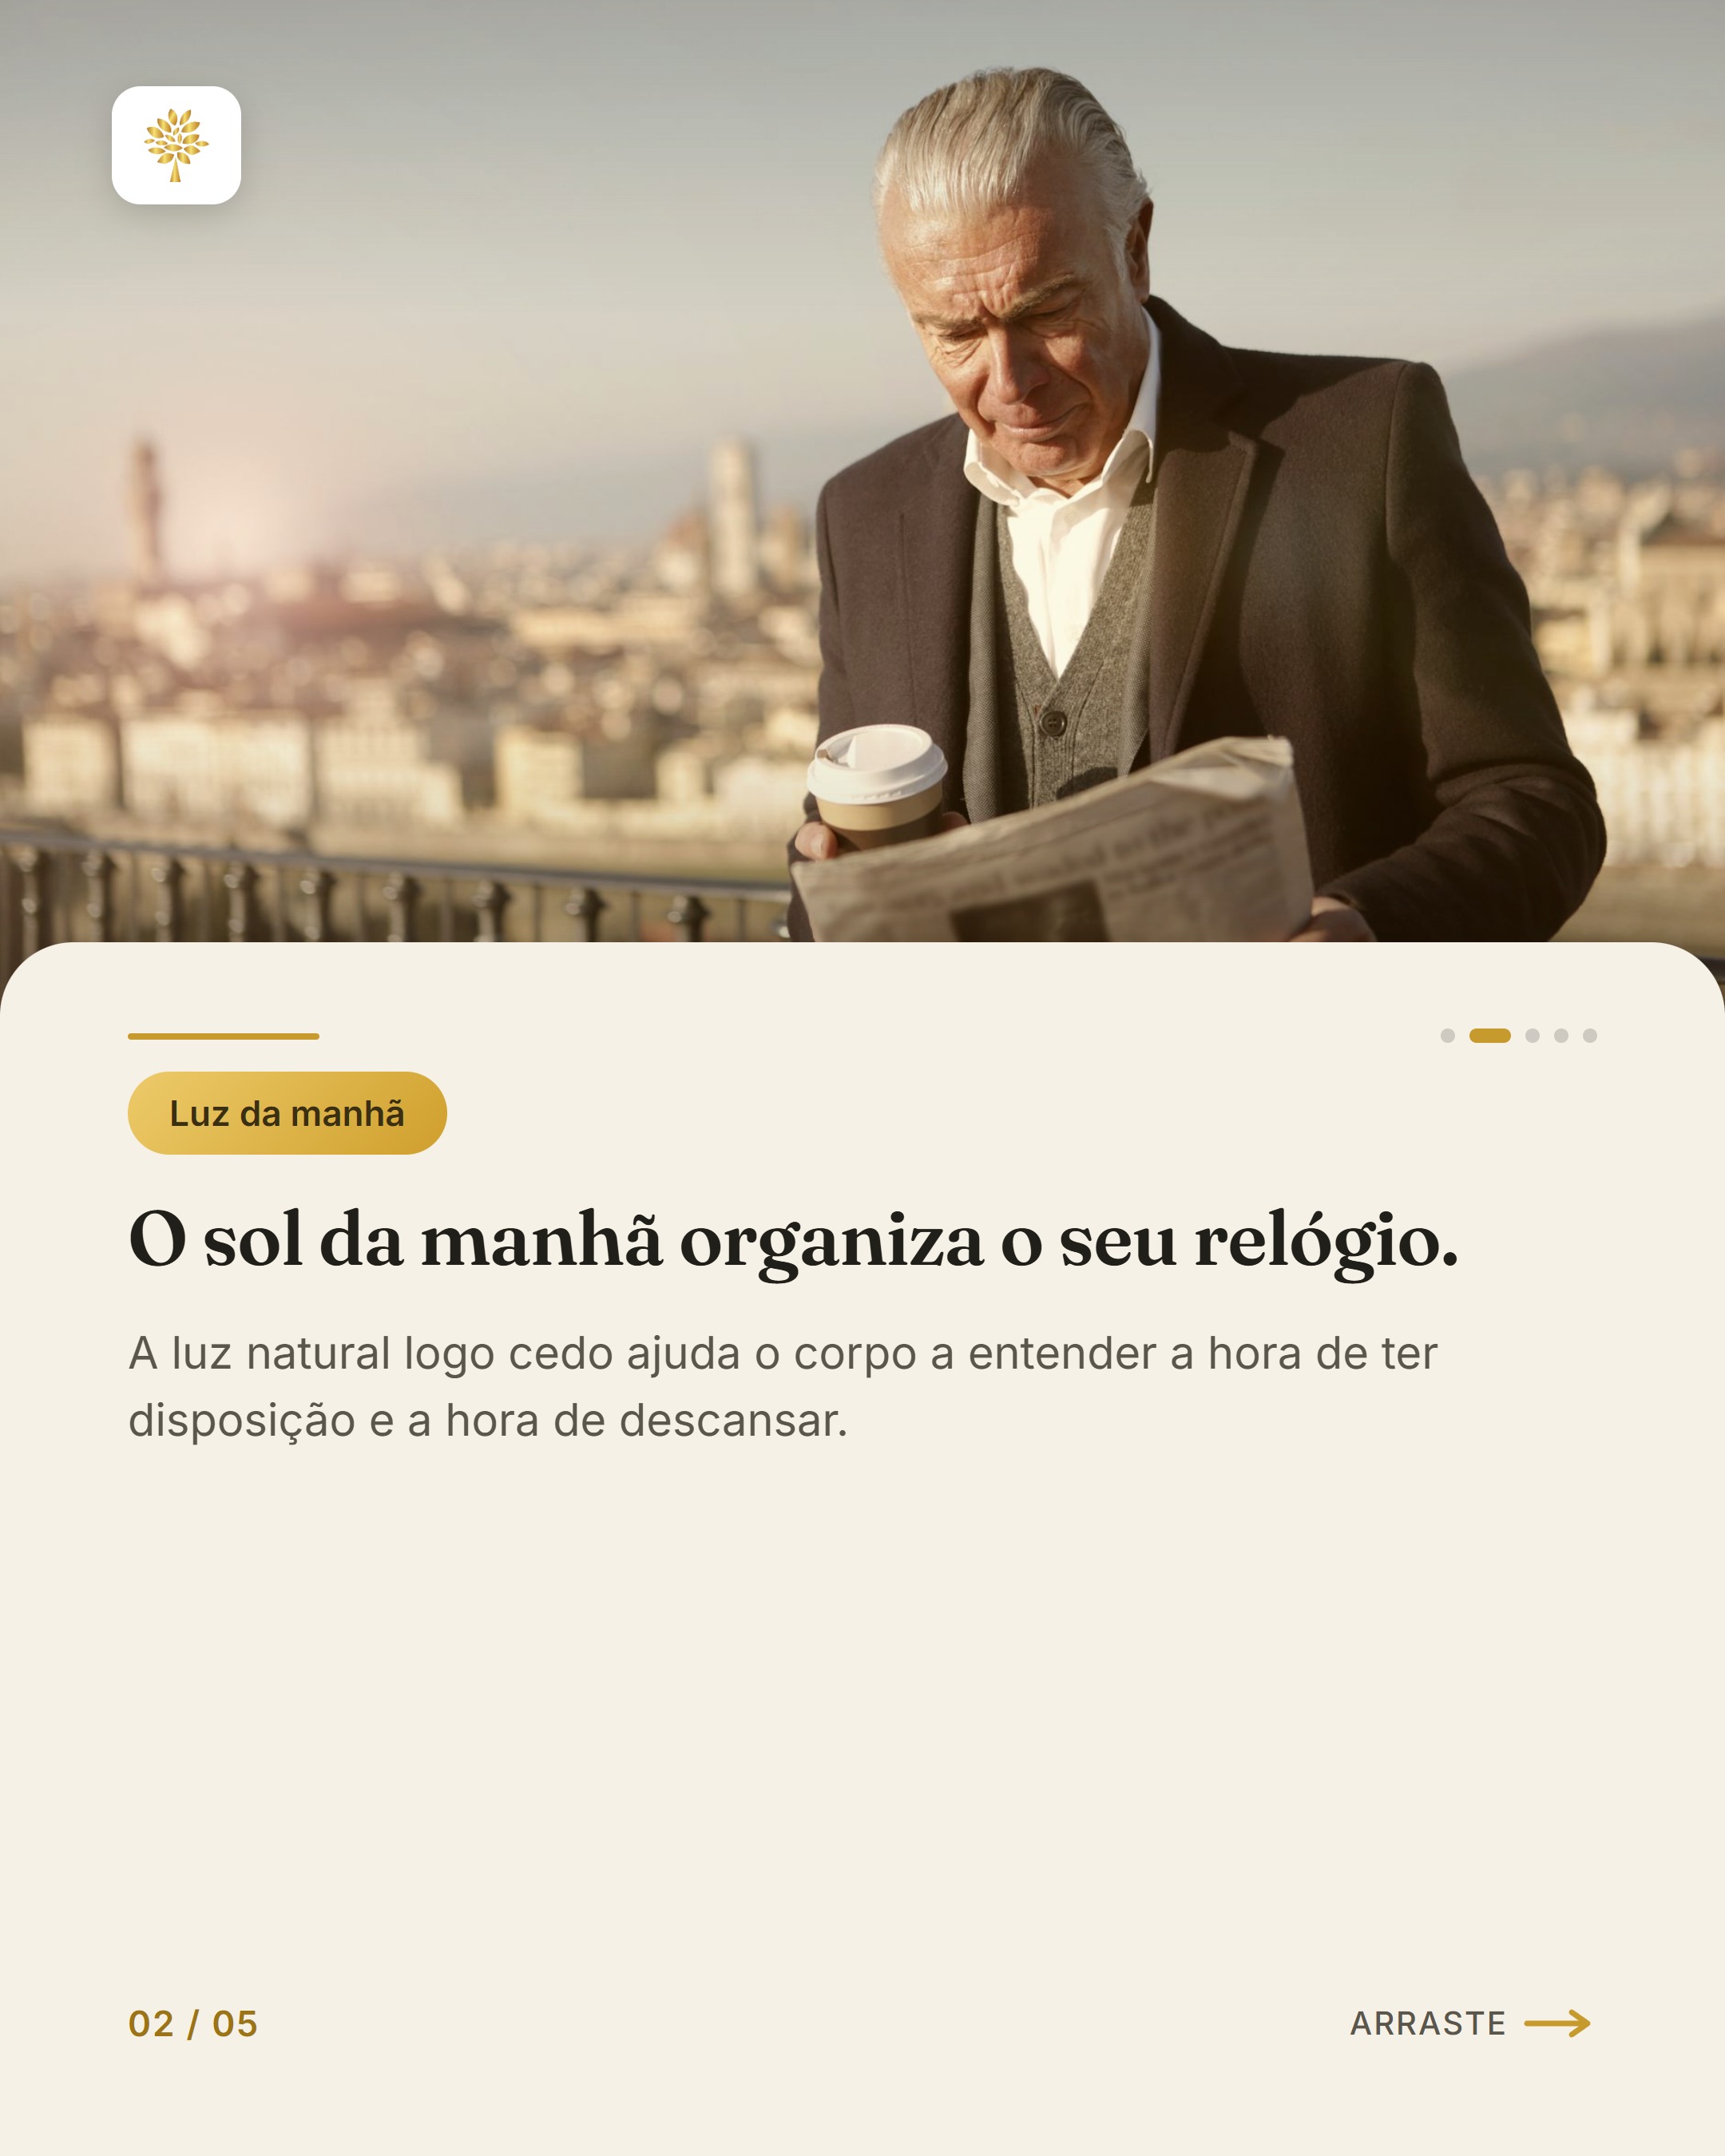 Luz da manhã
O sol da manhã organiza o seu relógio.
A luz natural logo cedo ajuda o corpo a entender a hora de ter
disposição e a hora de descansar.
02 / 05
ARRASTE